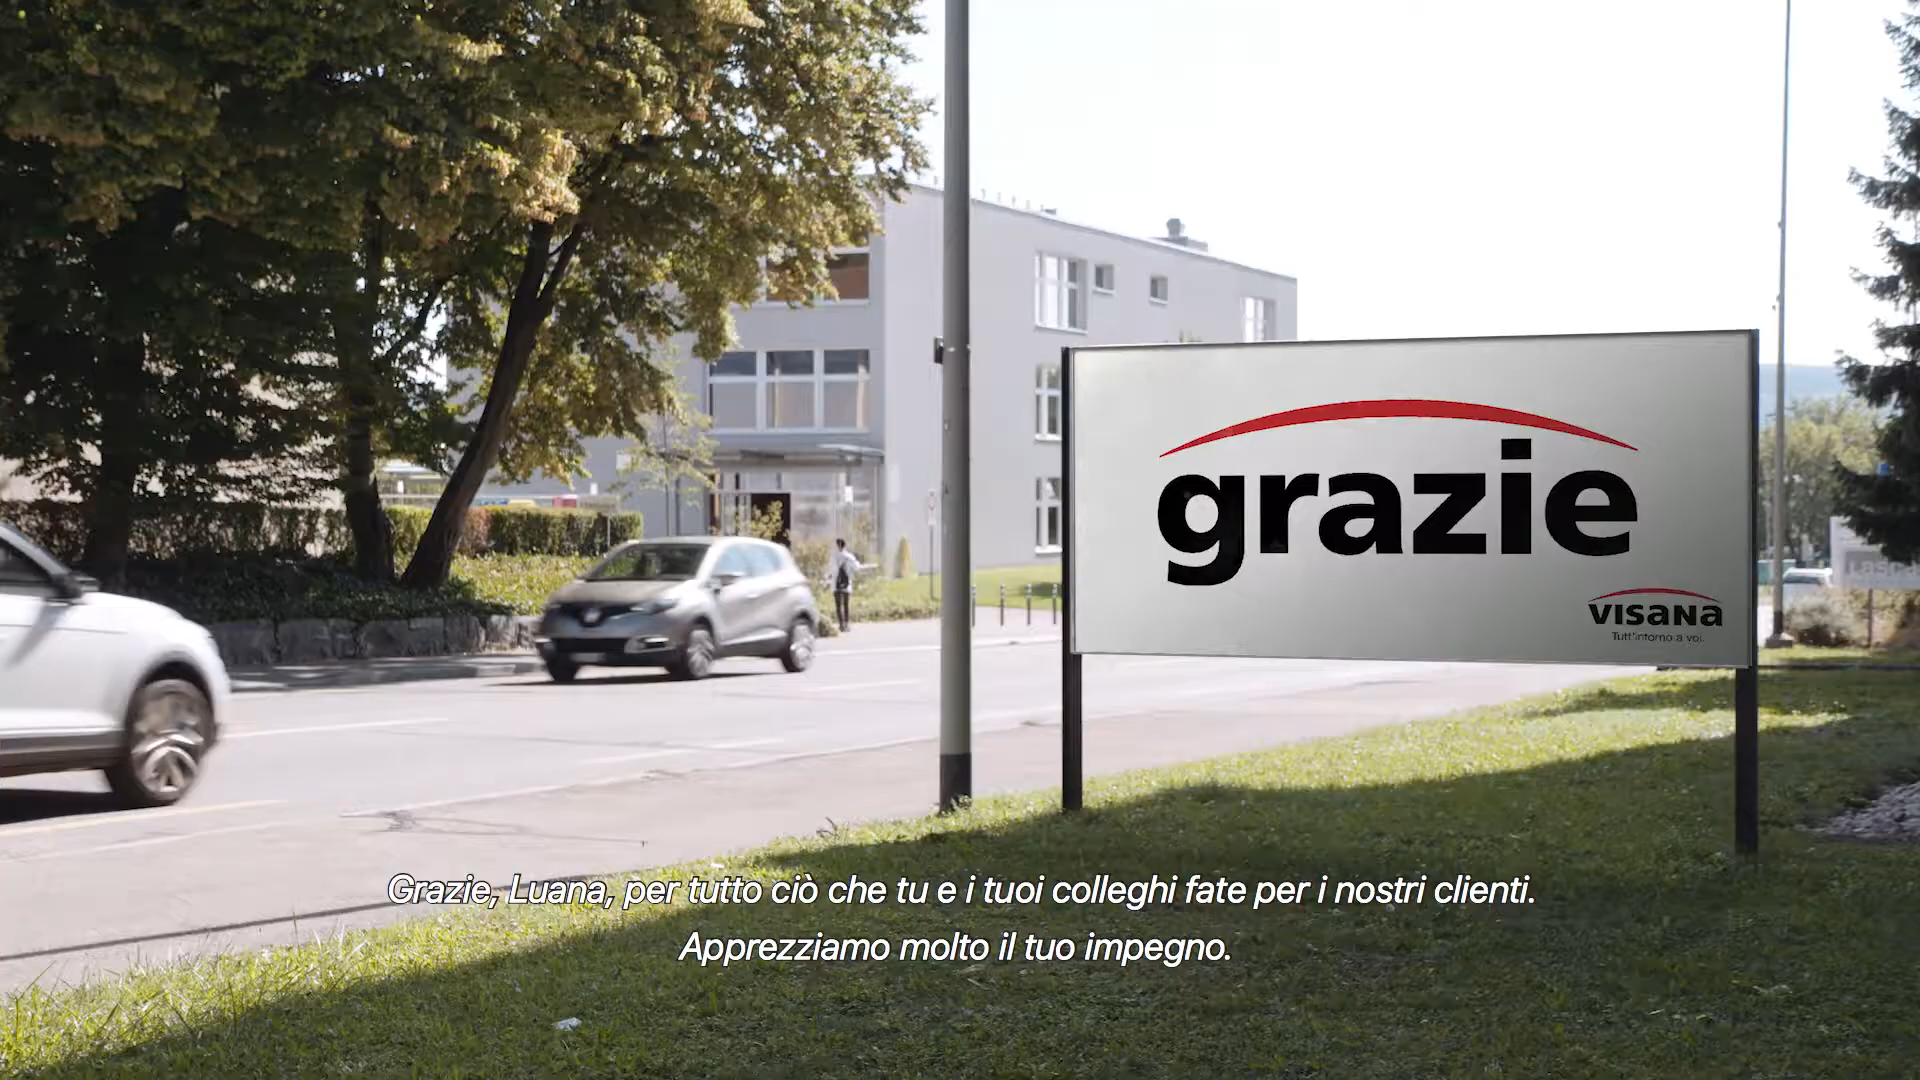 grazie
VISANA
Tutt'intorno a voi.
Grazie, Luana, per tutto ciò che tu e i tuoi colleghi fate per i nostri clienti.
Apprezziamo molto il tuo impegno.